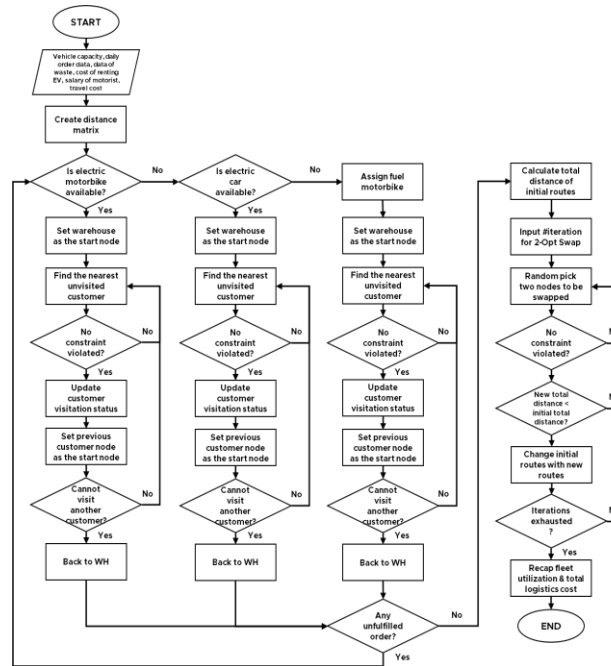 START
Vehicle capacity, daily
order data, data of
waste, cost of renting
EV, salary of motorist,
travel cost
Create distance
matrix
Is electric
motorbike
available?
No
Yes
Set warehouse
as the start node
Find the nearest
unvisited
customer
No
constraint
violated?
No
Yes
Update
customer
visitation status
Set previous
customer node
as the start node
Cannot
visit
another
customer?
No
Yes
Back to WH
Is electric
car
available?
No
Yes
Set warehouse
as the start node
Find the nearest
unvisited
customer
No
constraint
violated?
No
Yes
Update
customer
visitation status
Set previous
customer node
as the start node
Cannot
visit
another
customer?
No
Yes
Back to WH
Assign fuel
motorbike
Set warehouse
as the start node
Find the nearest
unvisited
customer
No
constraint
violated?
No
Yes
Update
customer
visitation status
Set previous
customer node
as the start node
Cannot
visit
another
customer?
No
Yes
Back to WH
Any
unfulfilled
order?
No
Yes
Calculate total
distance of
initial routes
Input #iteration
for 2-Opt Swap
Random pick
two nodes to be
swapped
No
constraint
violated?
Yes
New total
distance <
initial total
distance?
Change initial
routes with new
routes
Iterations
exhausted
?
Yes
Recap fleet
utilization & total
logistics cost
END